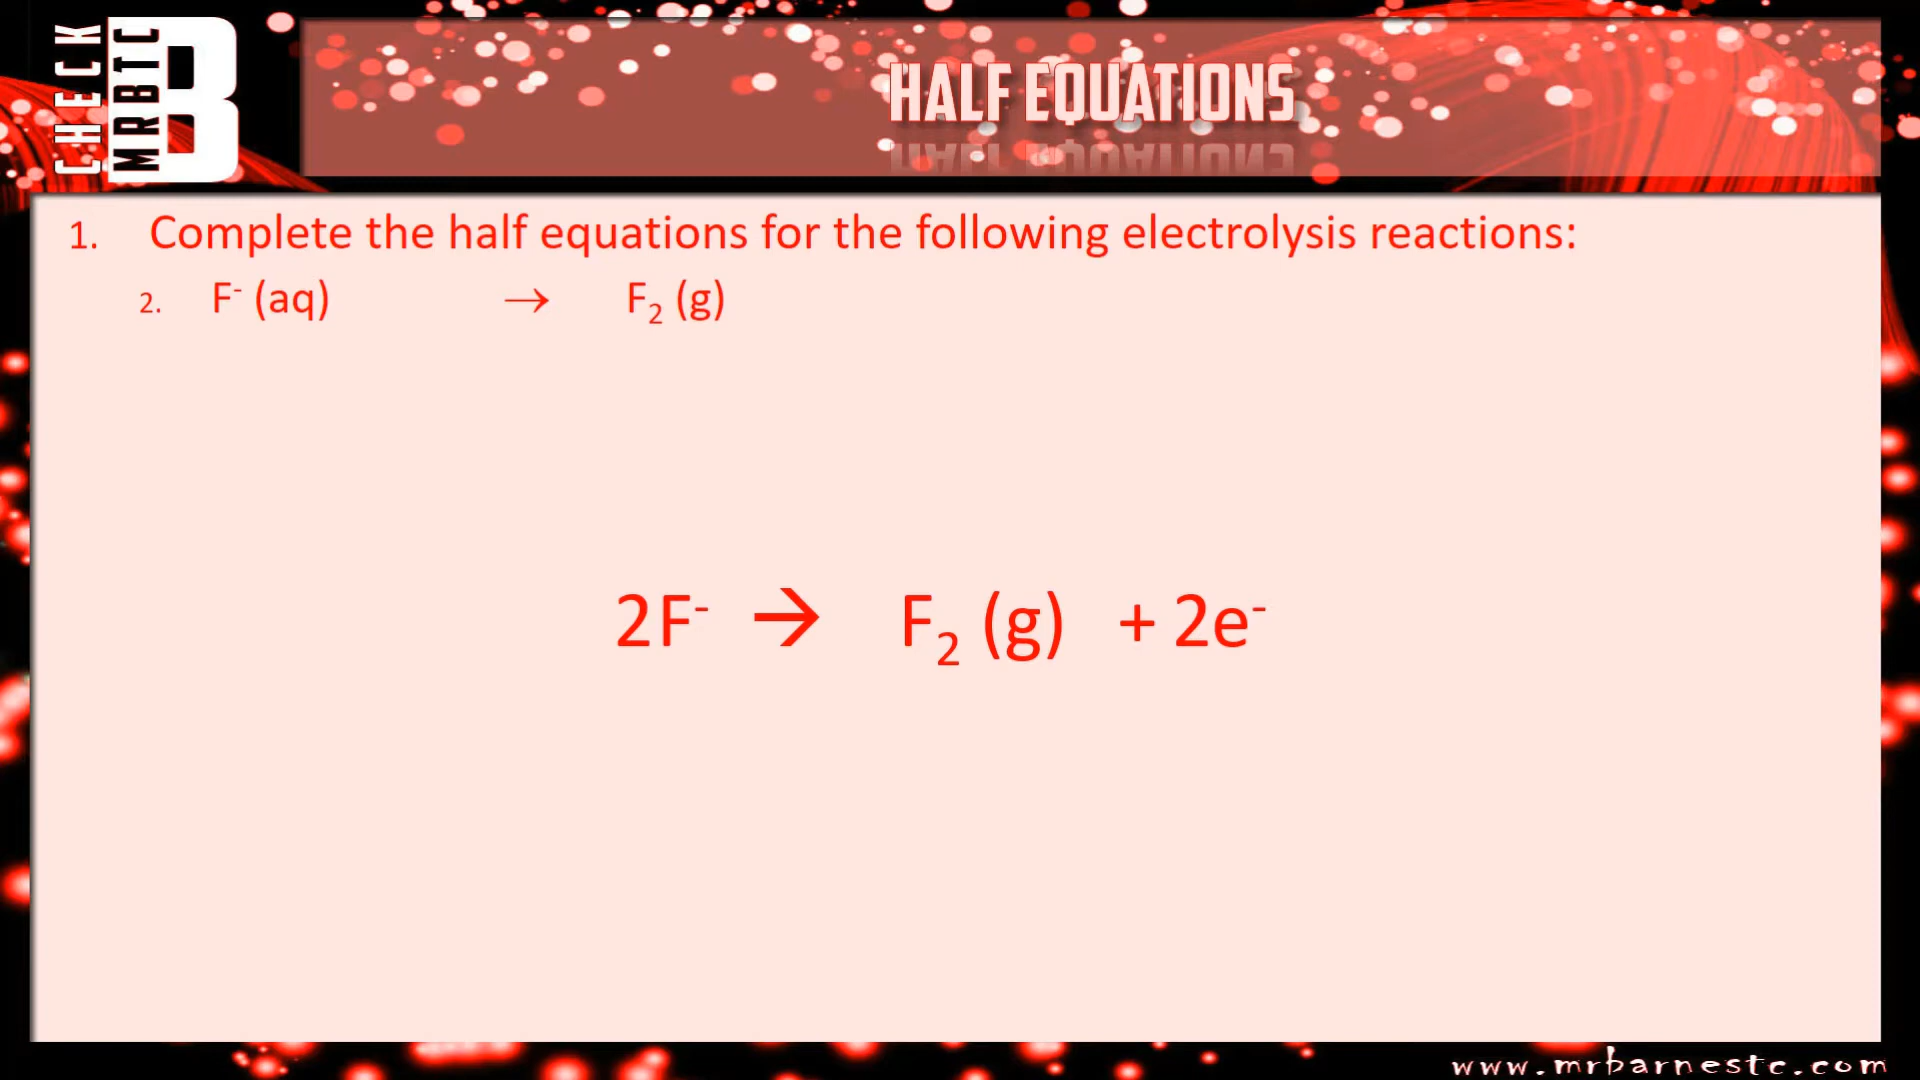 CHECK
MRBTC
B
HALF EQUATIONS
1. Complete the half equations for the following electrolysis reactions:
2. F⁻ (aq) → F₂ (g)
2F⁻ → F₂ (g) + 2e⁻
www.mrbarnestc.com